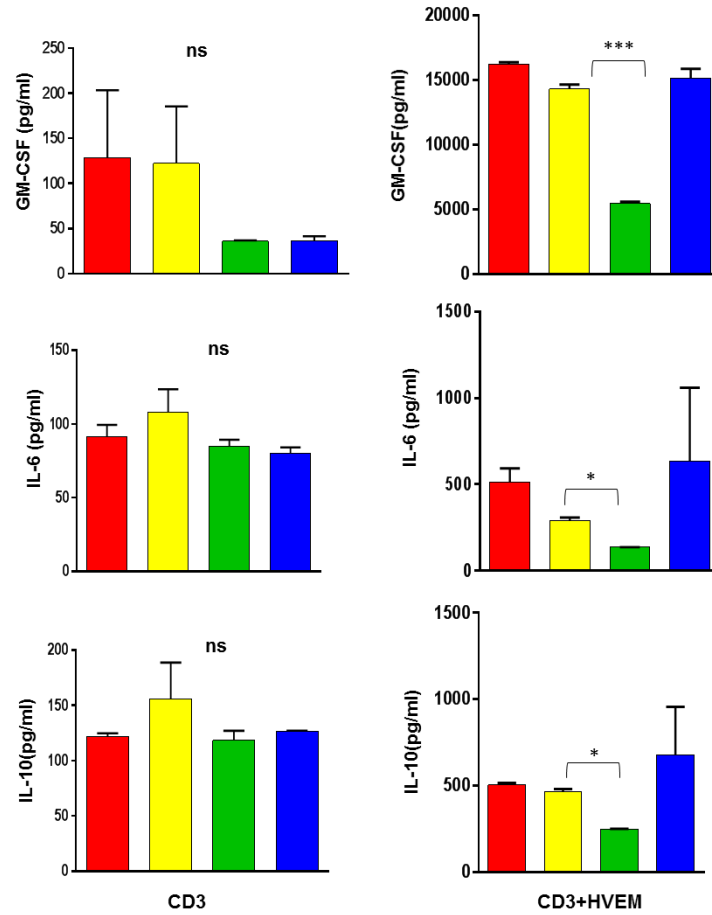 ns
GM-CSF (pg/ml)
250
200
150
100
50
0
***
GM-CSF(pg/ml)
20000
15000
10000
5000
0
ns
IL-6 (pg/ml)
150
100
50
0
*
IL-6 (pg/ml)
1500
1000
500
0
ns
IL-10(pg/ml)
200
150
100
50
0
CD3
*
IL-10(pg/ml)
1500
1000
500
0
CD3+HVEM